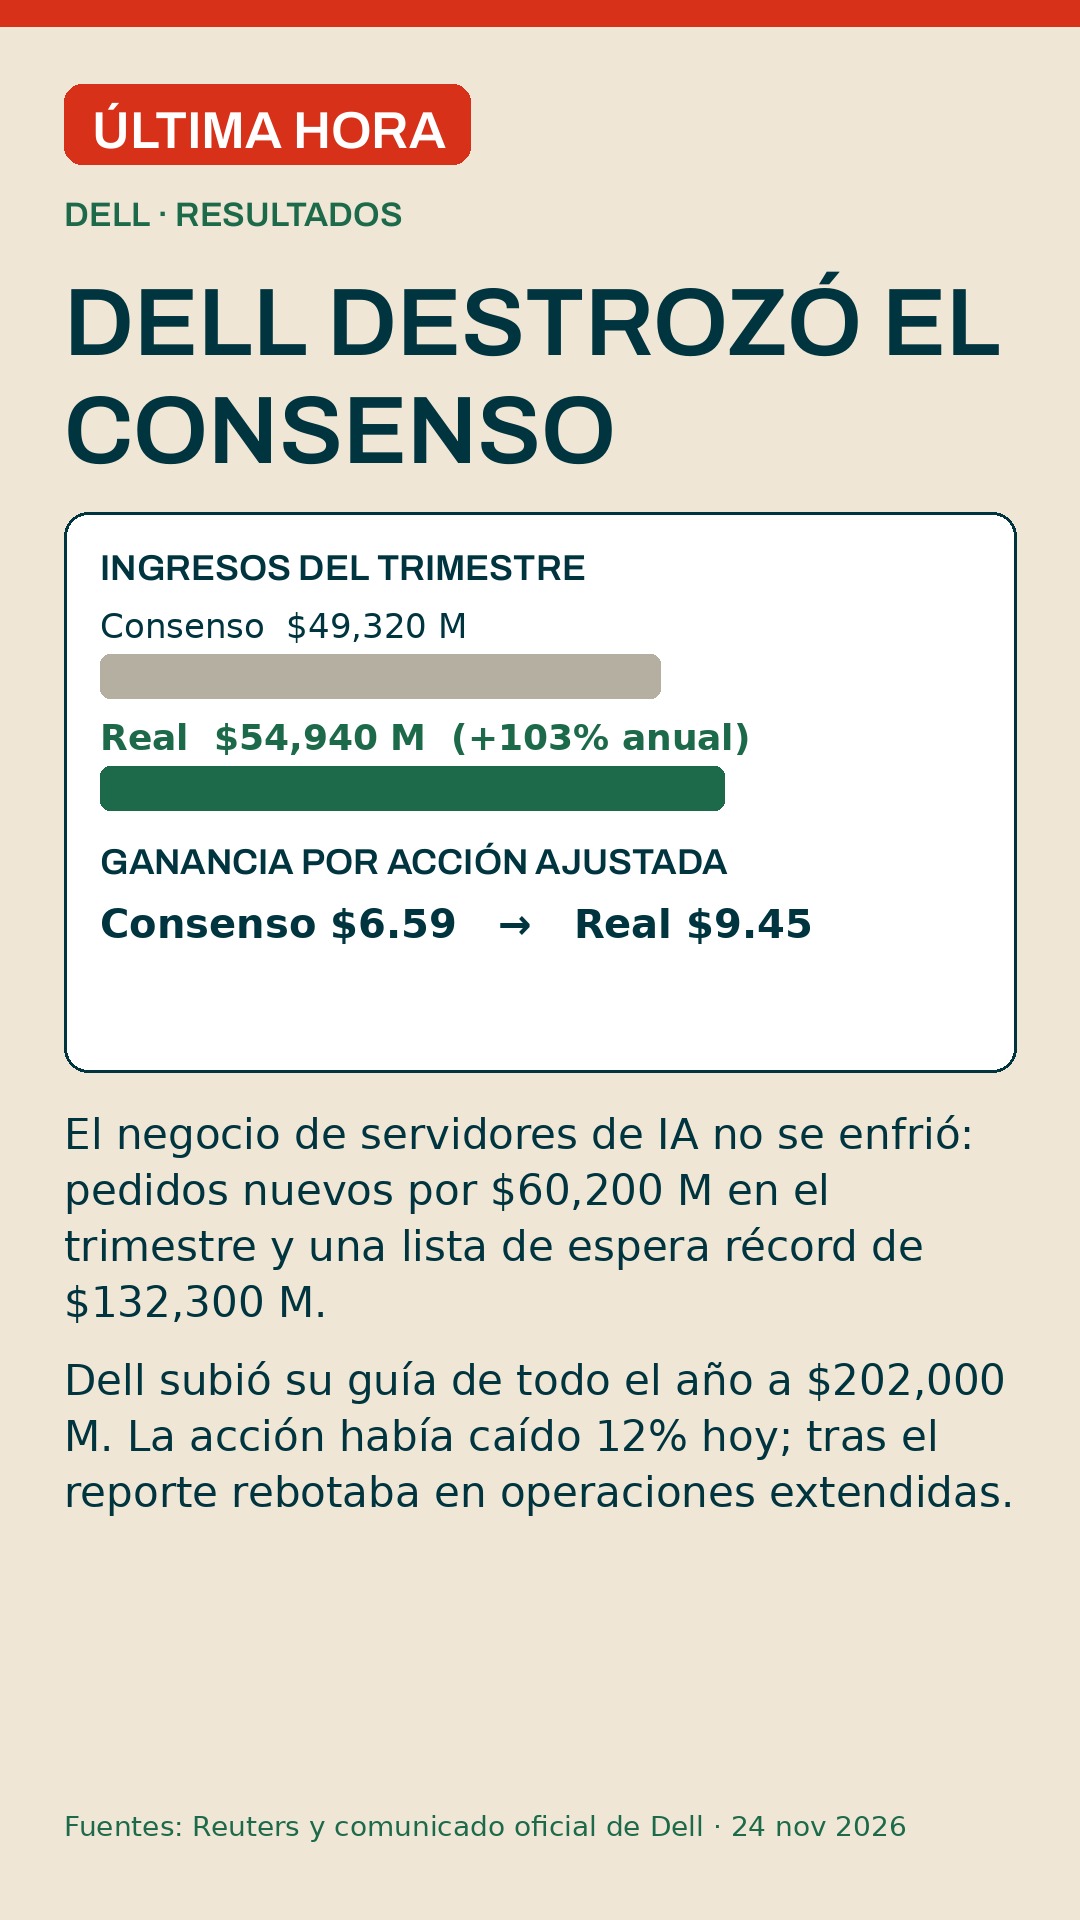 ÚLTIMA HORA
DELL · RESULTADOS
DELL DESTROZÓ EL
CONSENSO
INGRESOS DEL TRIMESTRE
Consenso  $49,320 M
Real  $54,940 M  (+103% anual)
GANANCIA POR ACCIÓN AJUSTADA
Consenso $6.59  →  Real $9.45
El negocio de servidores de IA no se enfrió:
pedidos nuevos por $60,200 M en el
trimestre y una lista de espera récord de
$132,300 M.
Dell subió su guía de todo el año a $202,000
M. La acción había caído 12% hoy; tras el
reporte rebotaba en operaciones extendidas.
Fuentes: Reuters y comunicado oficial de Dell · 24 nov 2026